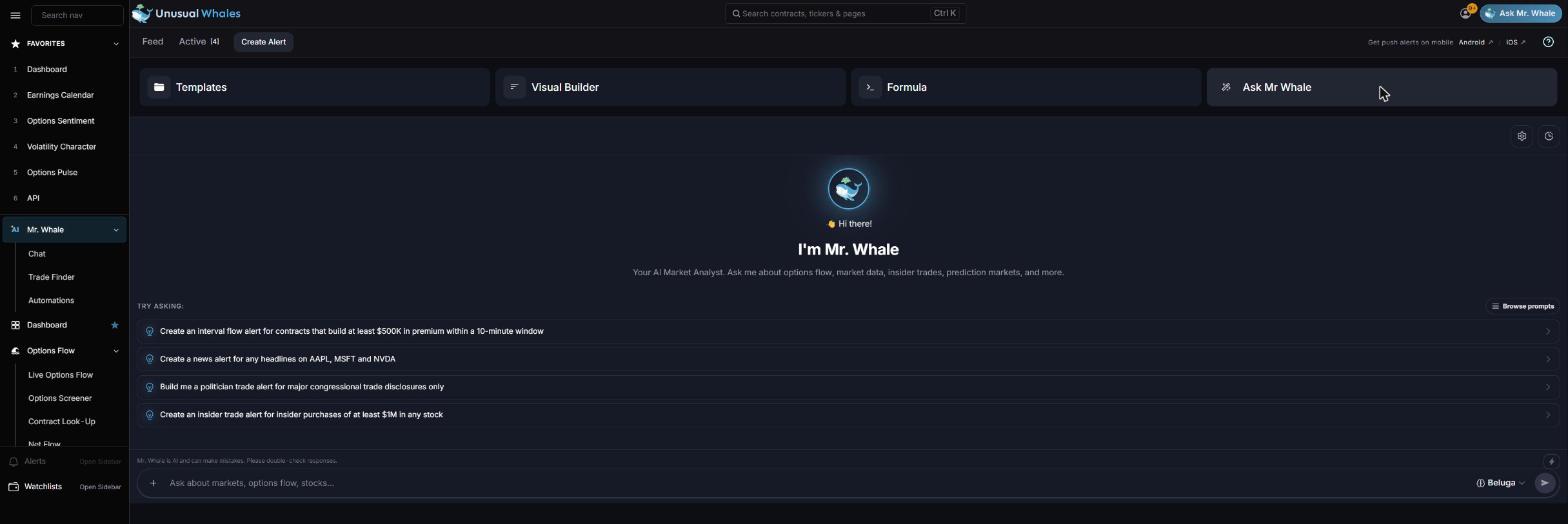 Search nav
Unusual Whales
Search contracts, tickers & pages
Ctrl K
9+
Ask Mr. Whale
FAVORITES
1 Dashboard
2 Earnings Calendar
3 Options Sentiment
4 Volatility Character
5 Options Pulse
6 API
AI Mr. Whale
Chat
Trade Finder
Automations
Dashboard
Options Flow
Live Options Flow
Options Screener
Contract Look-Up
Net Flow
Alerts Open Sidebar
Watchlists Open Sidebar
Feed
Active (4)
Create Alert
Get push alerts on mobile Android ↗ | iOS ↗
?
Templates
Visual Builder
Formula
Ask Mr Whale
👋 Hi there!
I'm Mr. Whale
Your AI Market Analyst. Ask me about options flow, market data, insider trades, prediction markets, and more.
TRY ASKING:
Browse prompts
Create an interval flow alert for contracts that build at least $500K in premium within a 10-minute window
Create a news alert for any headlines on AAPL, MSFT and NVDA
Build me a politician trade alert for major congressional trade disclosures only
Create an insider trade alert for insider purchases of at least $1M in any stock
Mr. Whale is AI and can make mistakes. Please double-check responses.
+ Ask about markets, options flow, stocks...
Beluga